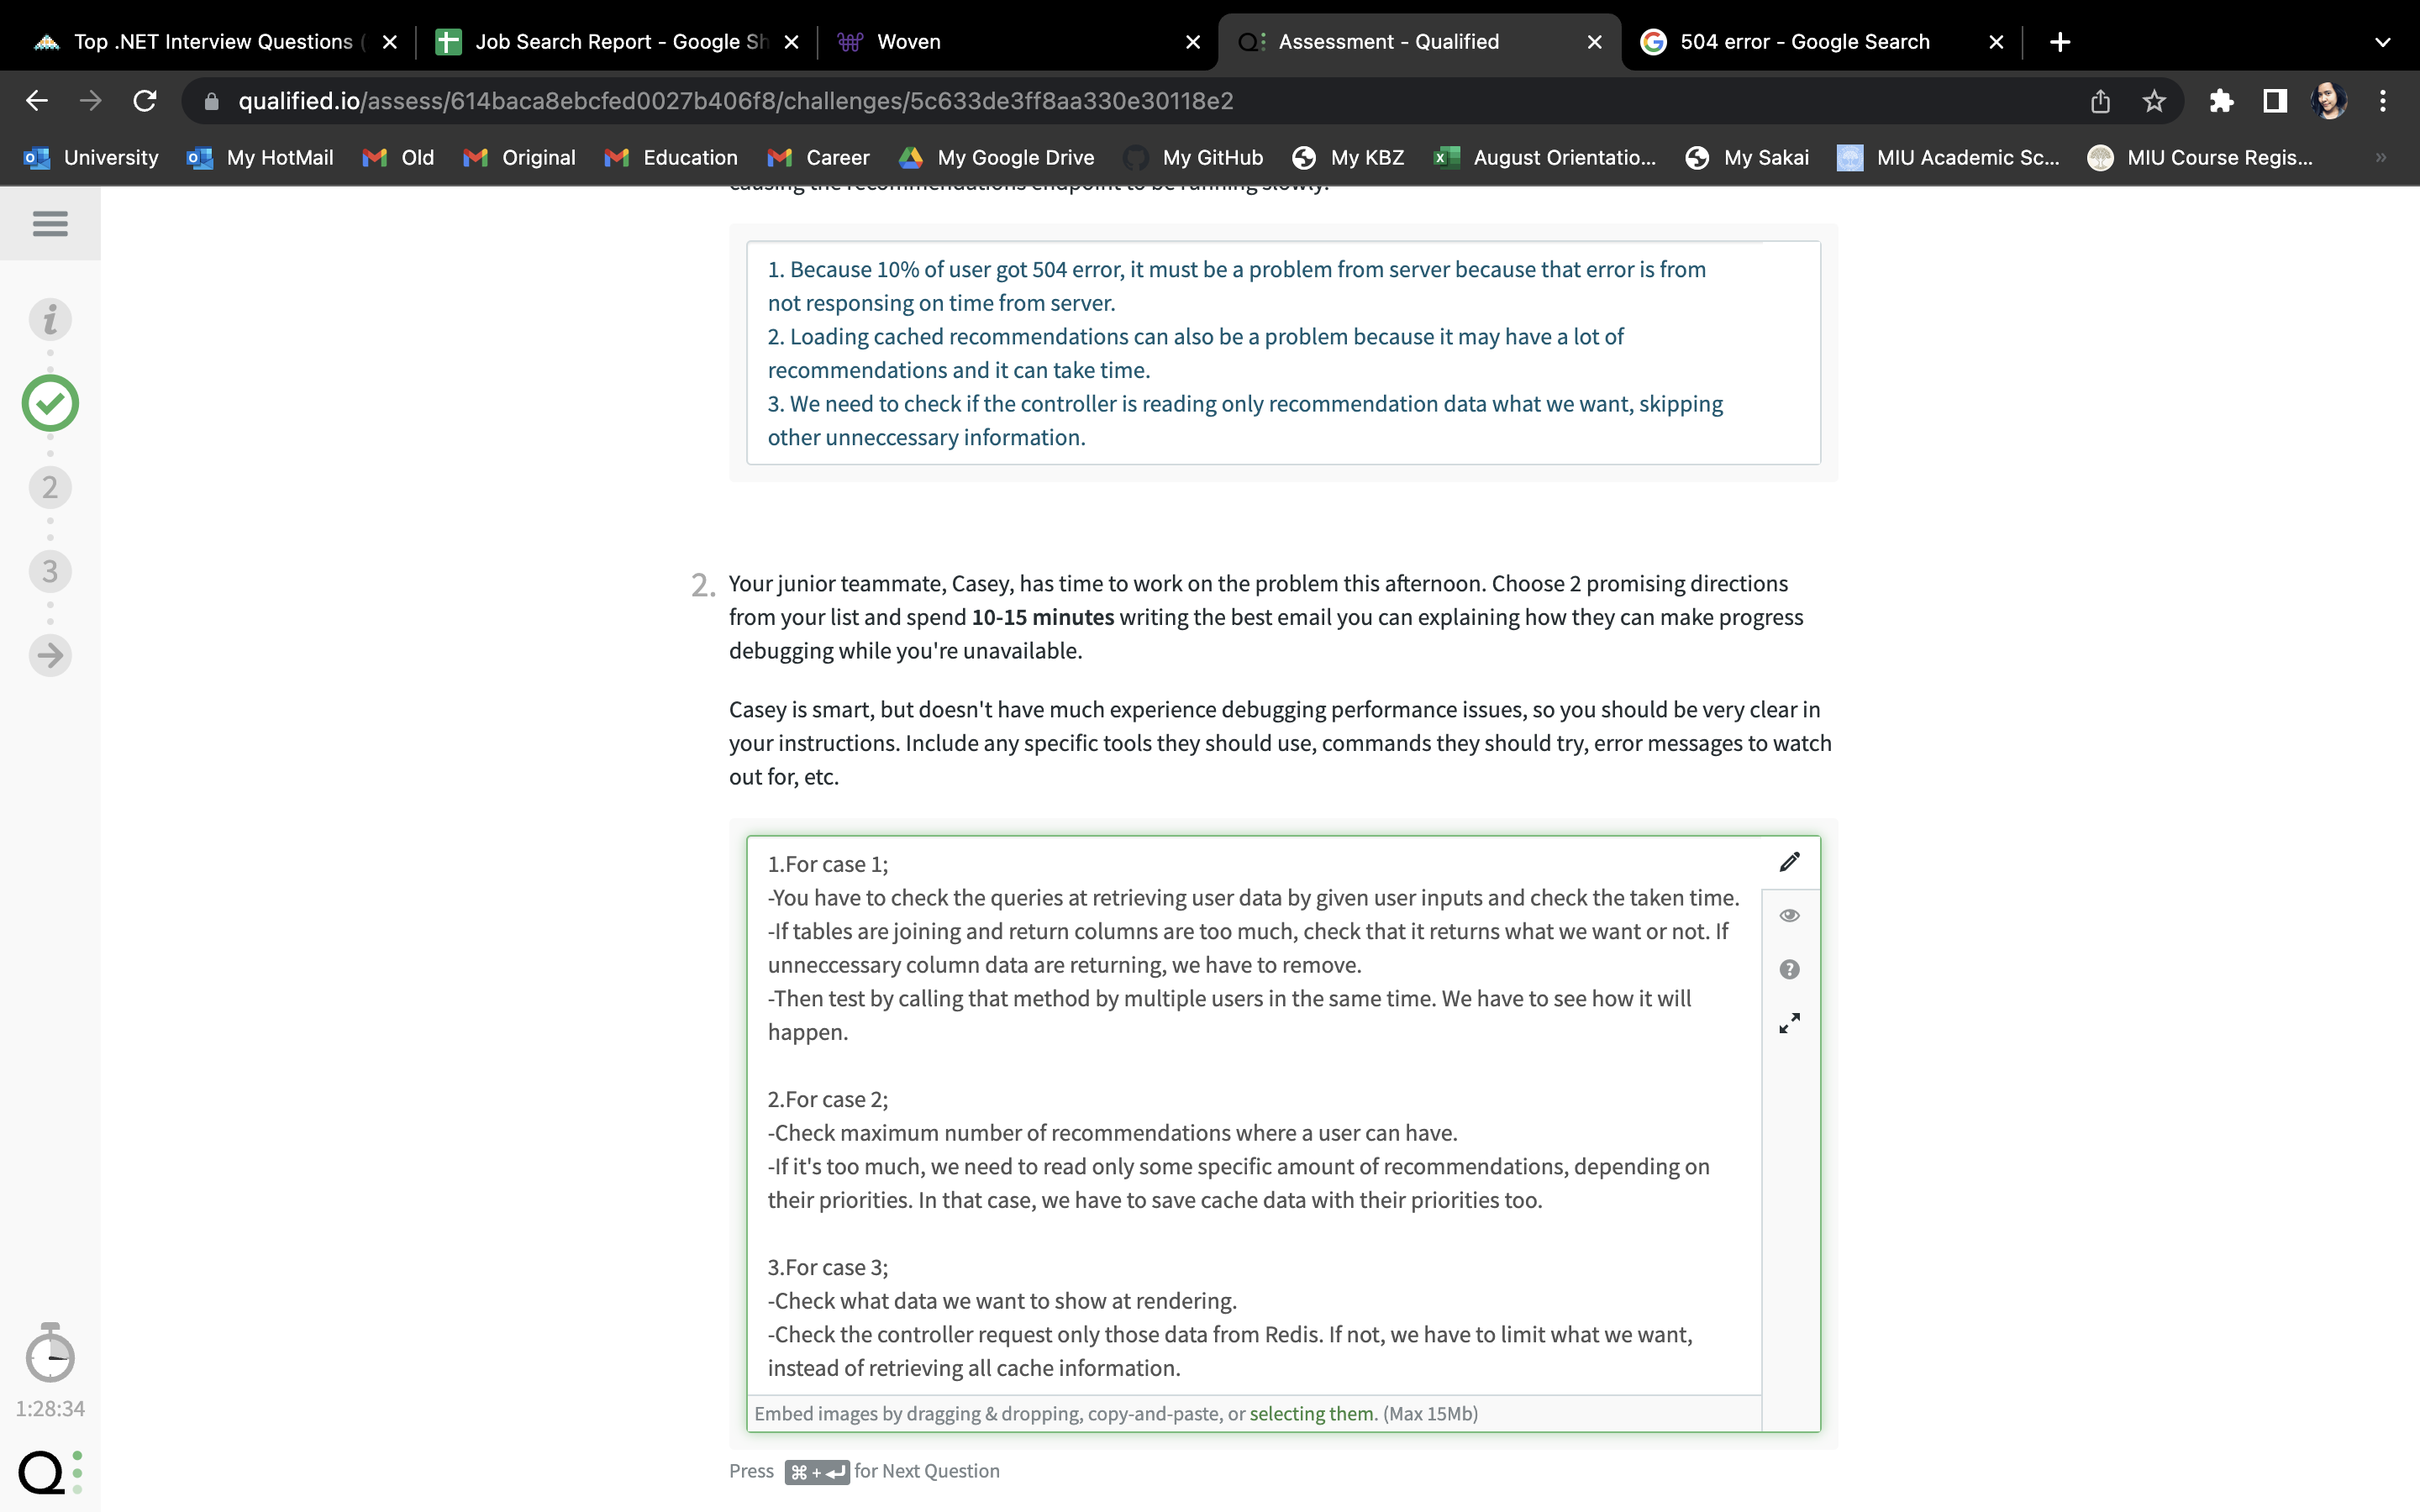 Top .NET Interview Questions (
Job Search Report - Google Sh
Woven
Assessment - Qualified
504 error - Google Search
qualified.io/assess/614baca8ebcfed0027b406f8/challenges/5c633de3ff8aa330e30118e2
University
My HotMail
Old
Original
Education
Career
My Google Drive
My GitHub
My KBZ
August Orientatio...
My Sakai
MIU Academic Sc...
MIU Course Regis...
causing the recommendations endpoint to be running slowly.
1. Because 10% of user got 504 error, it must be a problem from server because that error is from
not responsing on time from server.
2. Loading cached recommendations can also be a problem because it may have a lot of
recommendations and it can take time.
3. We need to check if the controller is reading only recommendation data what we want, skipping
other unneccessary information.
2
3
2. Your junior teammate, Casey, has time to work on the problem this afternoon. Choose 2 promising directions
from your list and spend 10-15 minutes writing the best email you can explaining how they can make progress
debugging while you're unavailable.
Casey is smart, but doesn't have much experience debugging performance issues, so you should be very clear in
your instructions. Include any specific tools they should use, commands they should try, error messages to watch
out for, etc.
1.For case 1;
-You have to check the queries at retrieving user data by given user inputs and check the taken time.
-If tables are joining and return columns are too much, check that it returns what we want or not. If
unneccessary column data are returning, we have to remove.
-Then test by calling that method by multiple users in the same time. We have to see how it will
happen.
2.For case 2;
-Check maximum number of recommendations where a user can have.
-If it's too much, we need to read only some specific amount of recommendations, depending on
their priorities. In that case, we have to save cache data with their priorities too.
3.For case 3;
-Check what data we want to show at rendering.
-Check the controller request only those data from Redis. If not, we have to limit what we want,
instead of retrieving all cache information.
Embed images by dragging & dropping, copy-and-paste, or selecting them. (Max 15Mb)
1:28:34
Press ⌘ + ↵ for Next Question